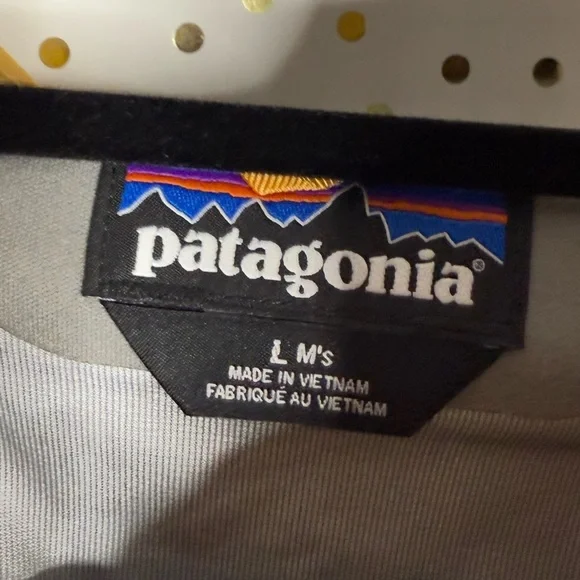 patagonia®
L M's
MADE IN VIETNAM
FABRIQUÉ AU VIETNAM